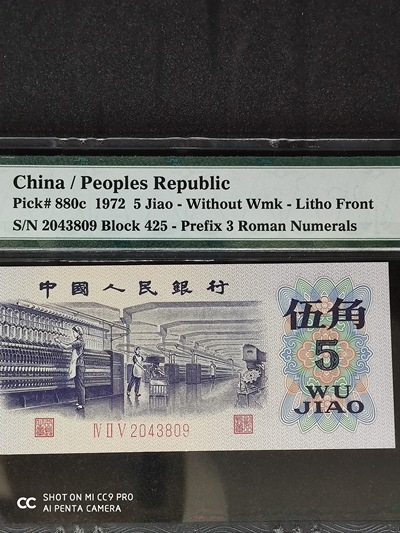 China / Peoples Republic
Pick# 880c 1972 5 Jiao - Without Wmk - Litho Front
S/N 2043809 Block 425 - Prefix 3 Roman Numerals
中國人民銀行
伍角
5
WU
JIAO
IV II V 2043809
CC SHOT ON MI CC9 PRO
AI PENTA CAMERA